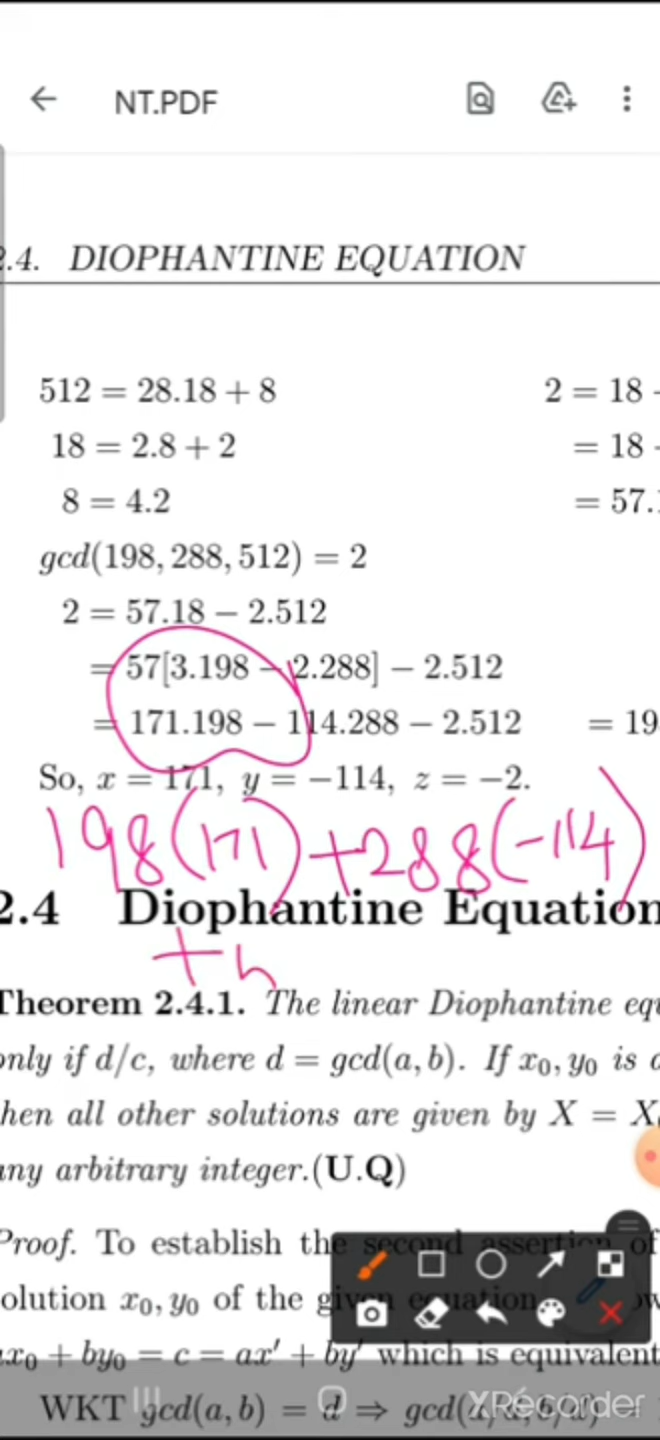 NT.PDF
2.4. DIOPHANTINE EQUATION
512 = 28.18 + 8
2 = 18 -
18 = 2.8 + 2
= 18 -
8 = 4.2
= 57.
gcd(198, 288, 512) = 2
2 = 57.18 − 2.512
= 57[3.198 − 2.288] − 2.512
= 171.198 − 114.288 − 2.512
= 19
So, x = 171, y = −114, z = −2.
198(171)+288(-114)
2.4 Diophantine Equation
+
Theorem 2.4.1. The linear Diophantine equ
only if d/c, where d = gcd(a, b). If x₀, y₀ is
then all other solutions are given by X = X
any arbitrary integer.(U.Q)
Proof. To establish the second assertion of
solution x₀, y₀ of the given equation
ax₀ + by₀ = c = ax′ + by′ which is equivalent
WKT gcd(a, b) = d ⇒ gcd(
XRecorder